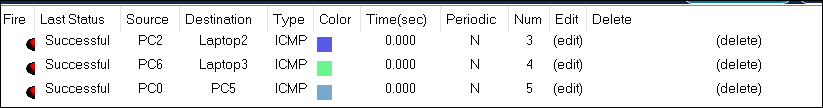 Fire Last Status Source Destination Type Color Time(sec) Periodic Num Edit Delete
Successful PC2 Laptop2 ICMP 0.000 N 3 (edit) (delete)
Successful PC6 Laptop3 ICMP 0.000 N 4 (edit) (delete)
Successful PC0 PC5 ICMP 0.000 N 5 (edit) (delete)